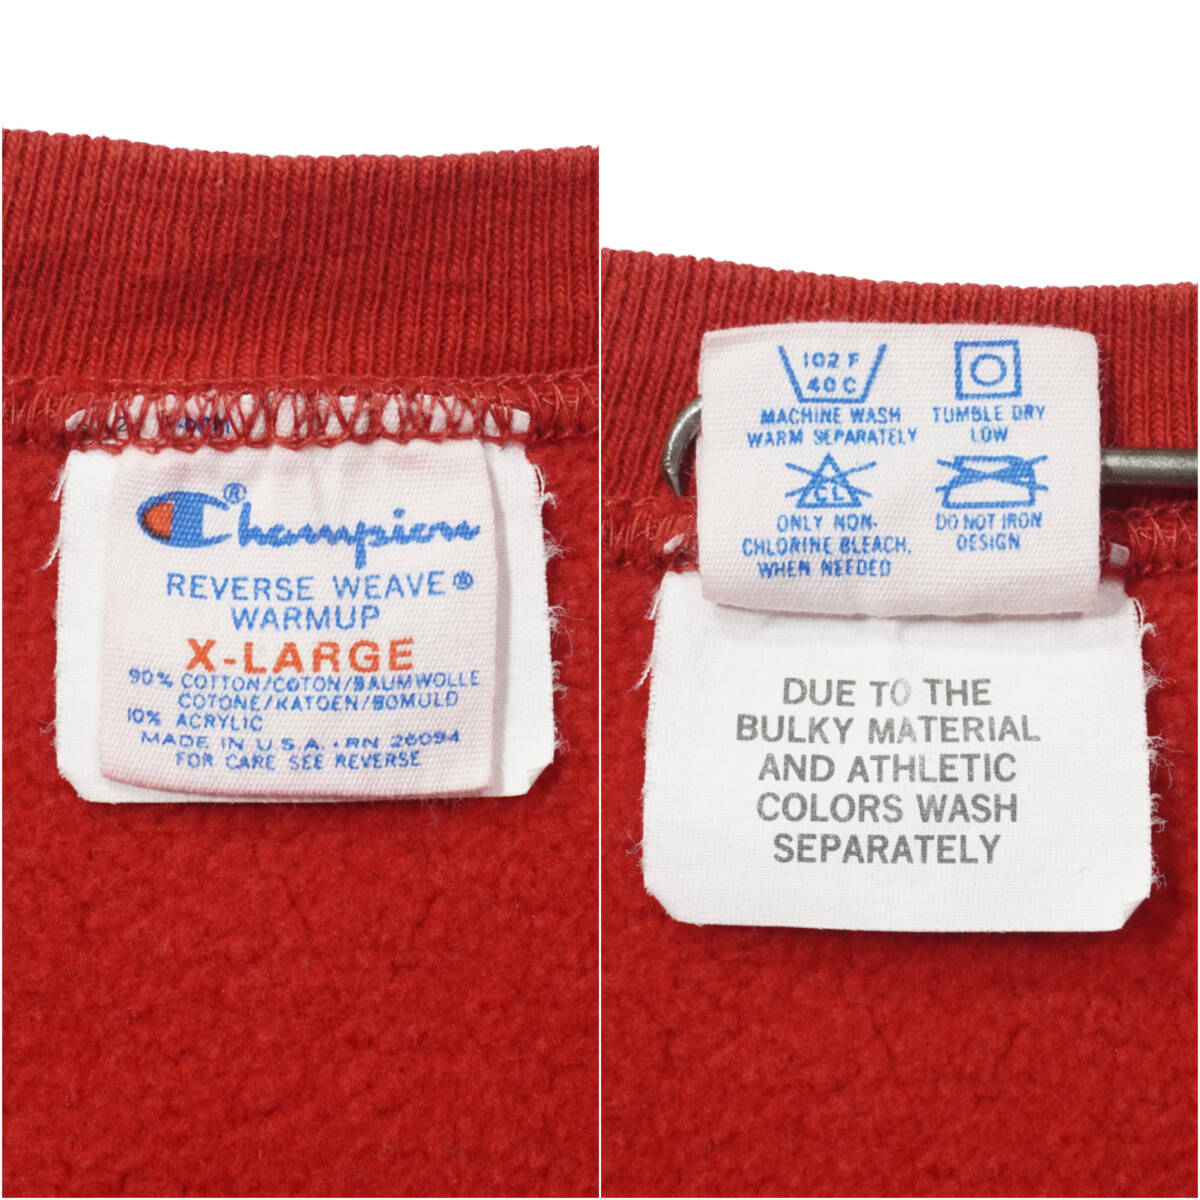 Champion®
REVERSE WEAVE®
WARMUP
X-LARGE
90% COTTON/COTON/BAUMWOLLE
COTONE/KATOEN/BOMULD
10% ACRYLIC
MADE IN U.S.A. · RN 26094
FOR CARE SEE REVERSE
102 F
40 C
MACHINE WASH
WARM SEPARATELY
TUMBLE DRY
LOW
CL
ONLY NON-
CHLORINE BLEACH,
WHEN NEEDED
DO NOT IRON
DESIGN
DUE TO THE
BULKY MATERIAL
AND ATHLETIC
COLORS WASH
SEPARATELY